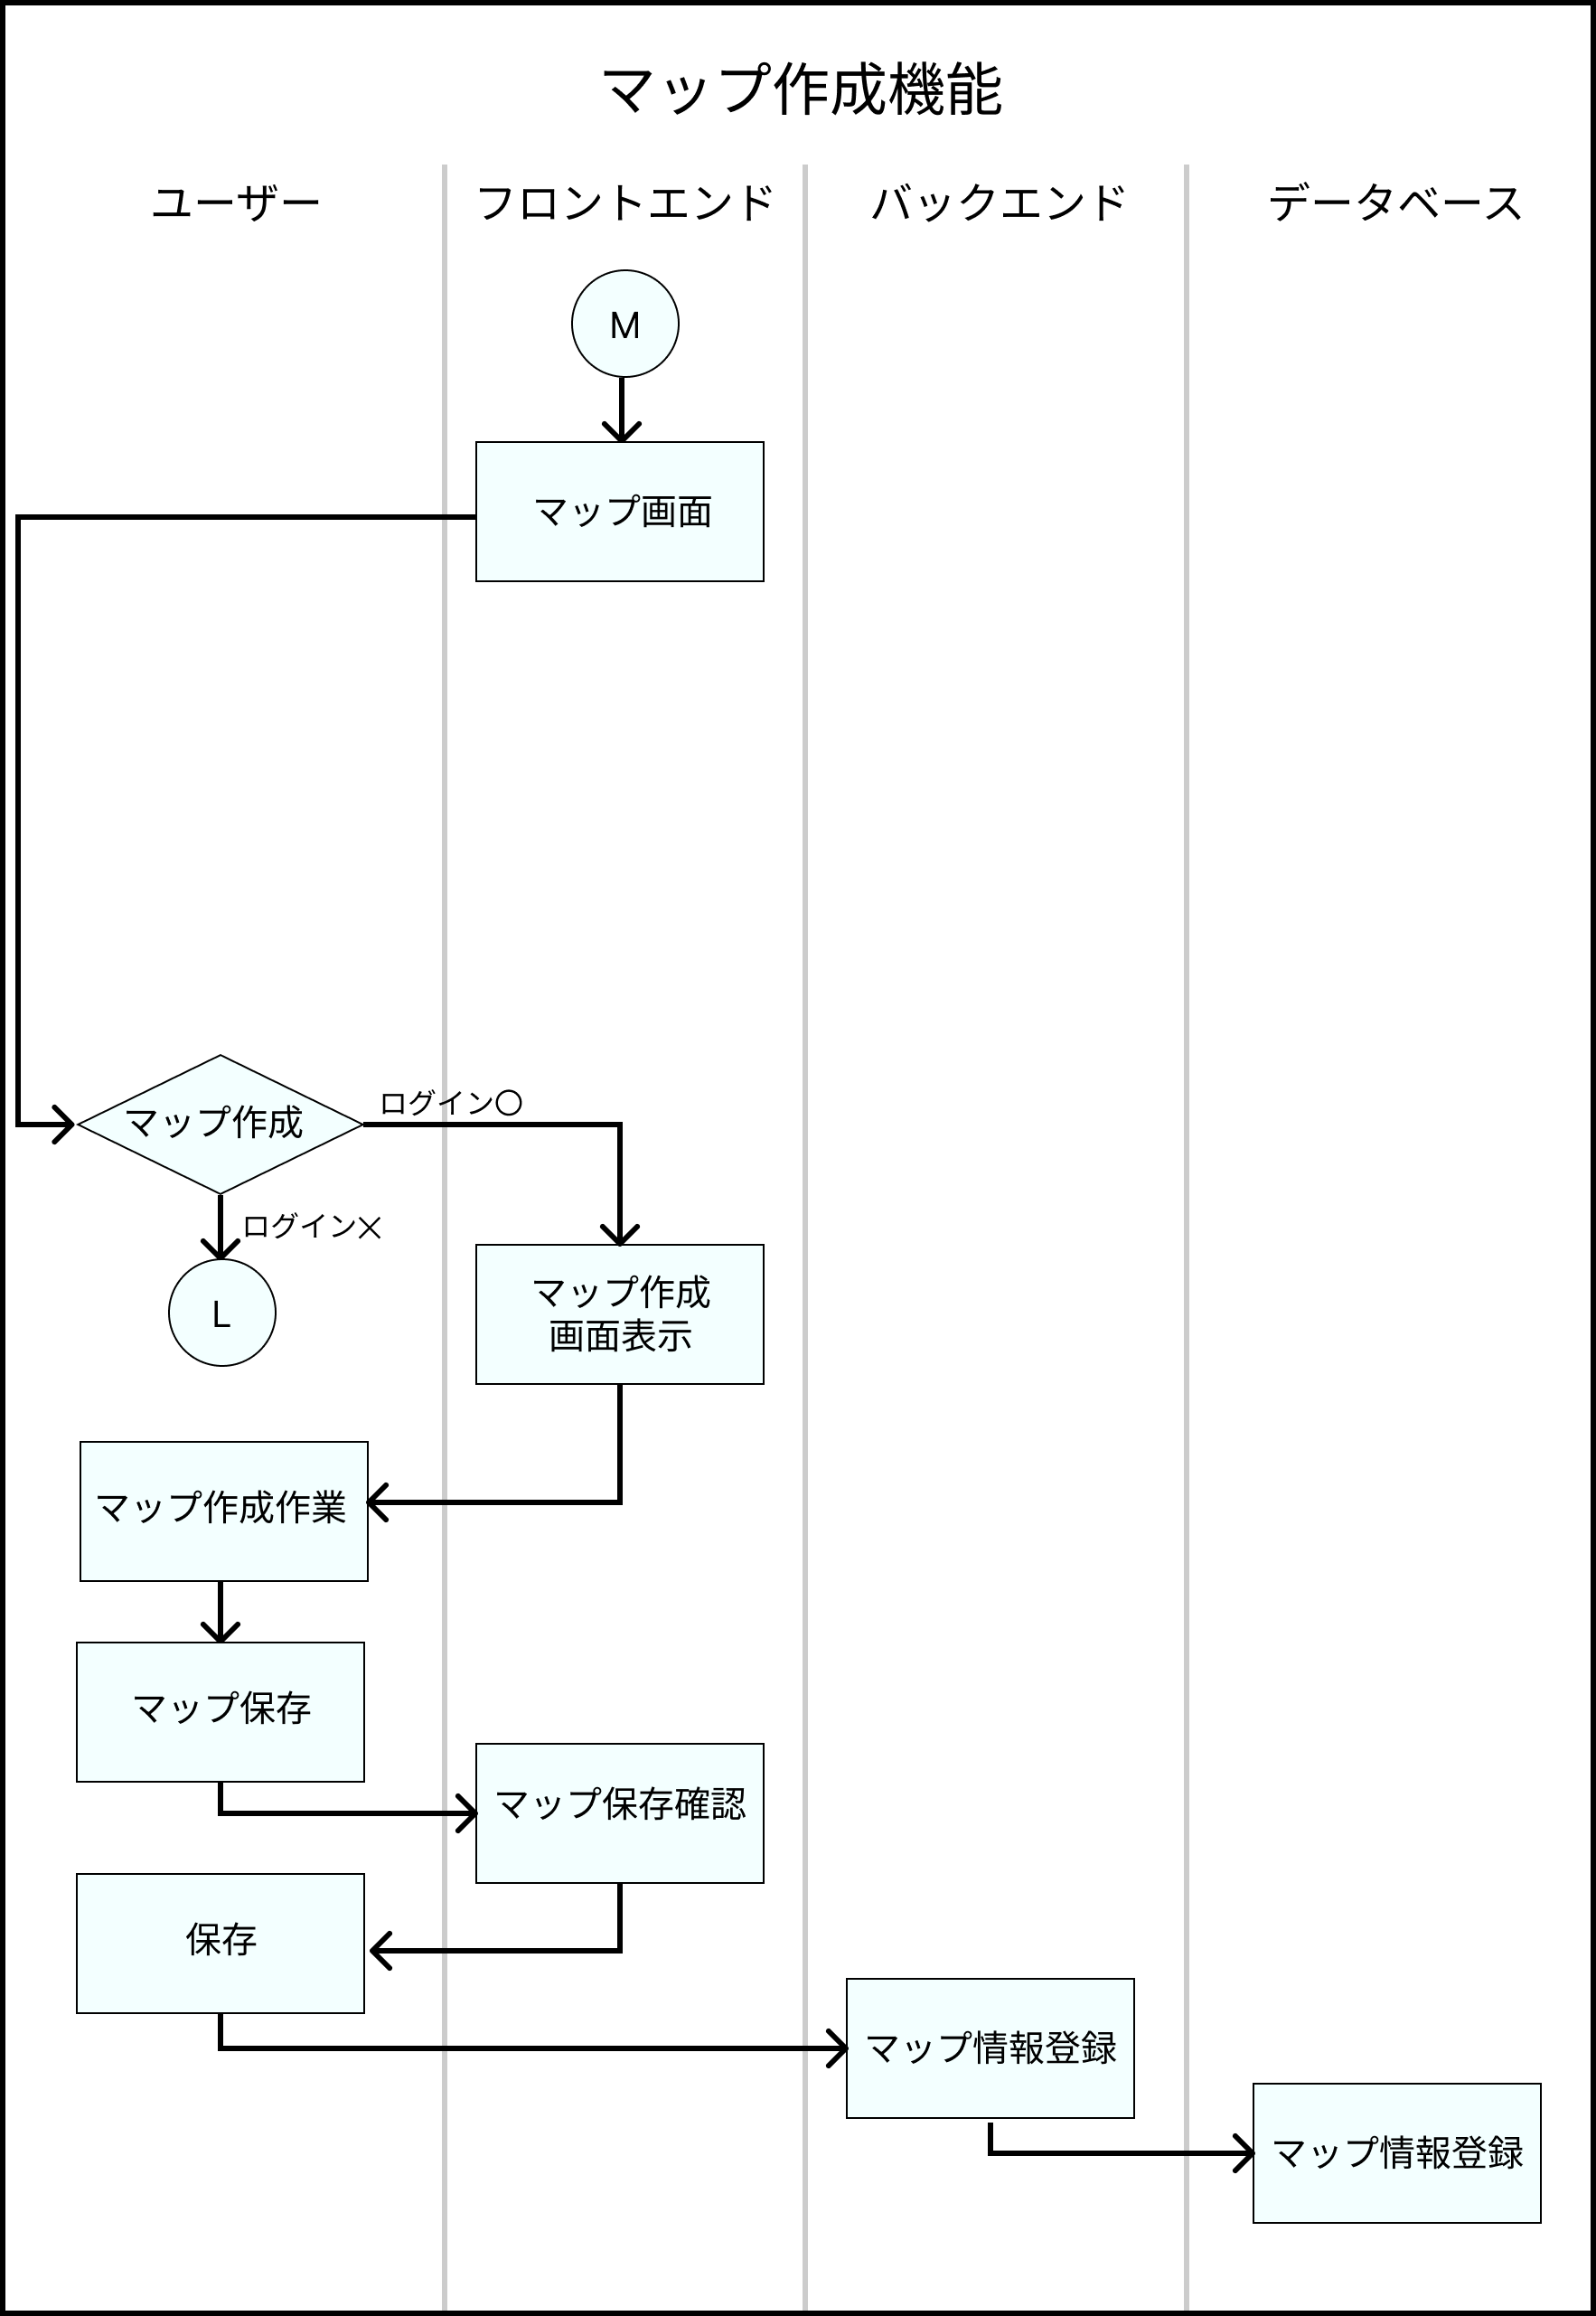 マップ作成機能
ユーザー
フロントエンド
バックエンド
データベース
M
マップ画面
マップ作成
ログイン○
ログイン×
L
マップ作成
画面表示
マップ作成作業
マップ保存
マップ保存確認
保存
マップ情報登録
マップ情報登録